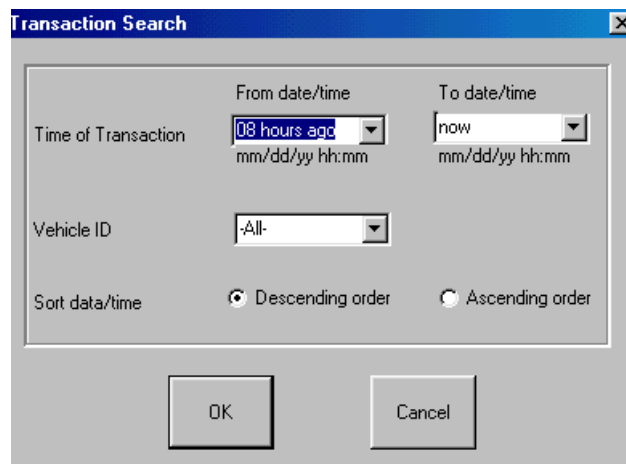 Transaction Search
From date/time To date/time
Time of Transaction 08 hours ago now
mm/dd/yy hh:mm mm/dd/yy hh:mm
Vehicle ID -All-
Sort data/time Descending order Ascending order
OK Cancel